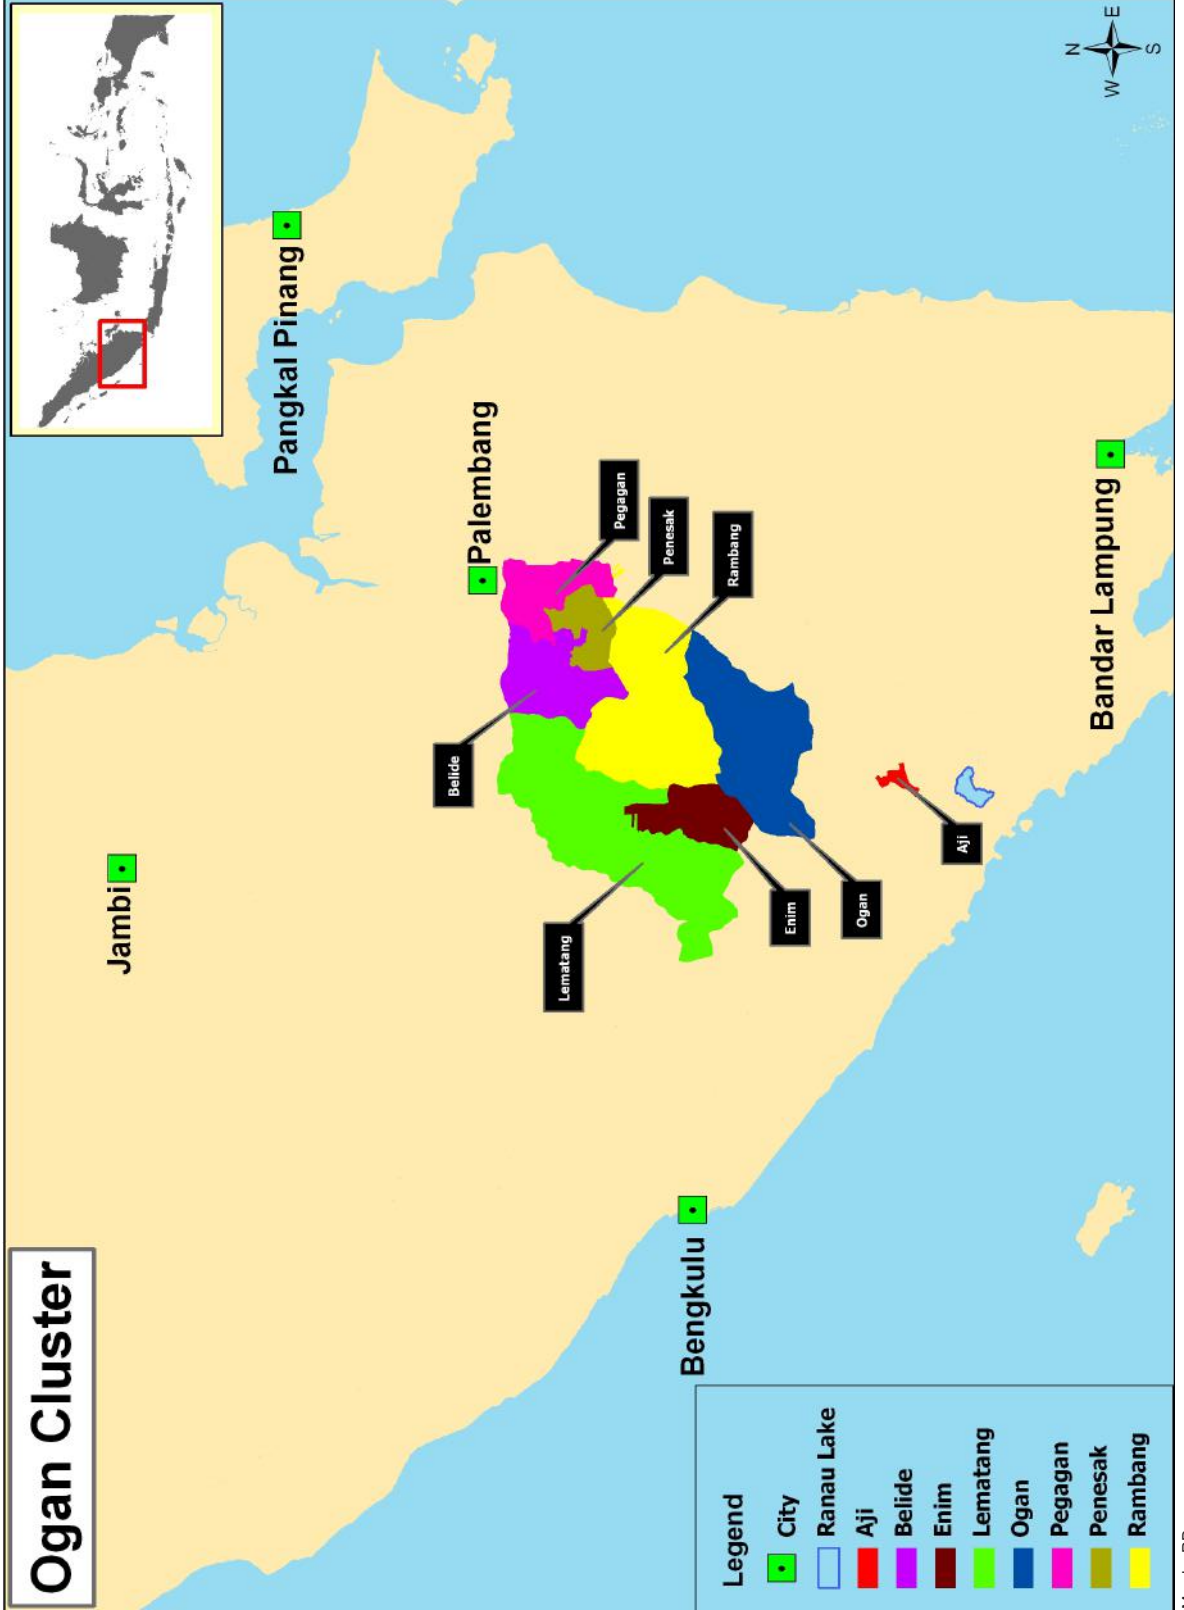 Ogan Cluster
Jambi
Pangkal Pinang
Palembang
Bengkulu
Bandar Lampung
Belide
Pegagan
Penesak
Rambang
Lematang
Enim
Ogan
Aji
N
W
E
S
Legend
City
Ranau Lake
Aji
Belide
Enim
Lematang
Ogan
Pegagan
Penesak
Rambang